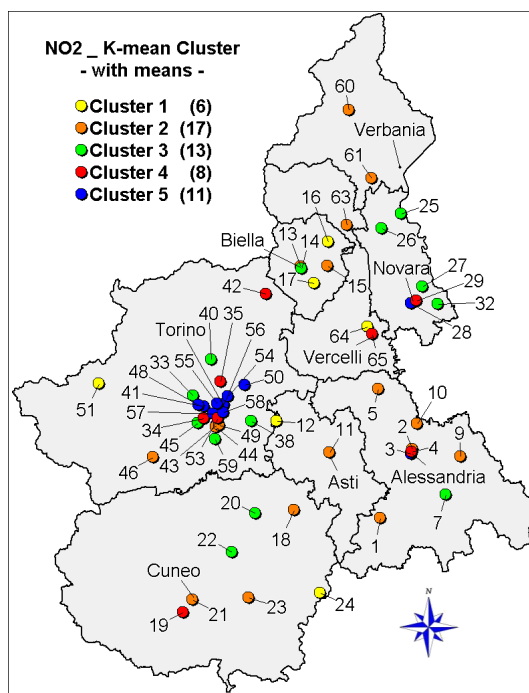 NO2 _ K-mean Cluster
- with means -
Cluster 1 (6)
Cluster 2 (17)
Cluster 3 (13)
Cluster 4 (8)
Cluster 5 (11)
60
Verbania
61
16 63 25
Biella 13 14 26
17 15 Novara 27
42 29
40 35 32
Torino 56 64 28
33 55 54 Vercelli 65
48 50
41 51
57 58 5 10
34 49 12 11 2 9
45 38 3 4
46 43 53 44 Asti Alessandria
59
20 7
18 1
22
Cuneo
21 23 24
19
N